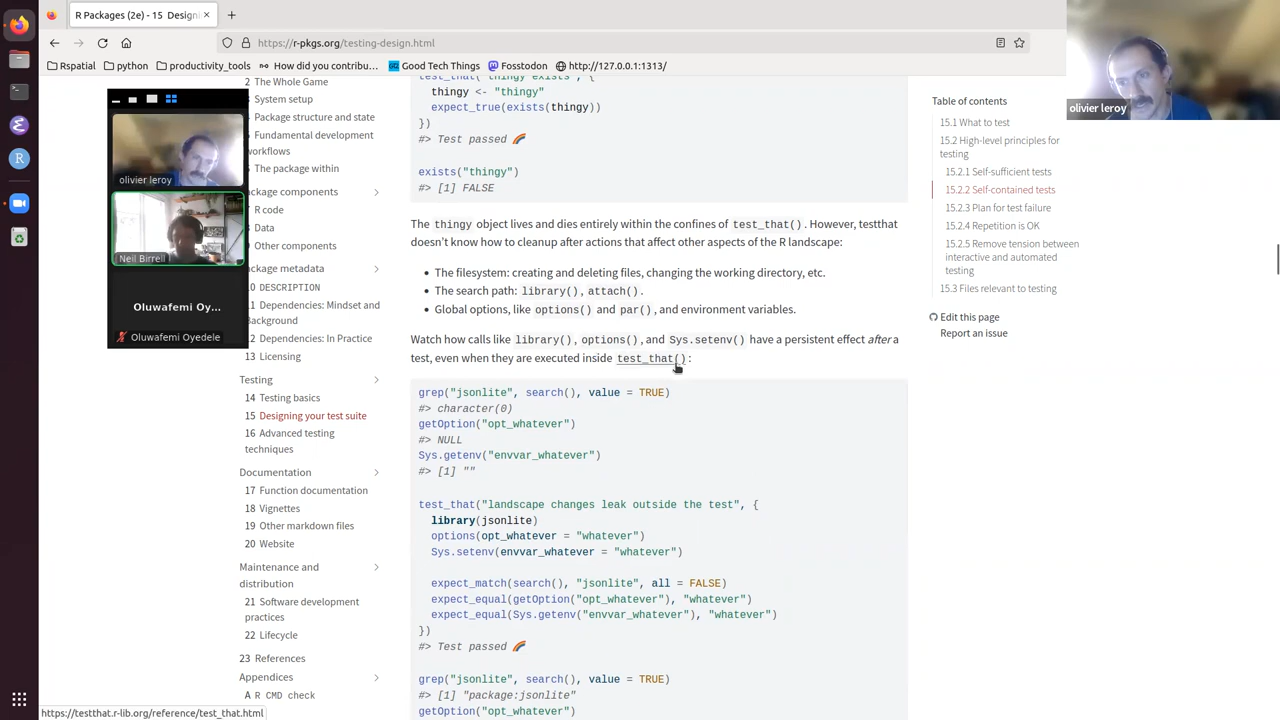 R Packages (2e) - 15 Design
https://r-pkgs.org/testing-design.html
Rspatial
python
productivity_tools
How did you contribu…
Good Tech Things
Fosstodon
http://127.0.0.1:1313/
olivier leroy
olivier leroy
Neil Birrell
Oluwafemi Oy...
Oluwafemi Oyedele
2 The Whole Game
System setup
Package structure and state
Fundamental development
workflows
The package within
ackage components
R code
Data
Other components
ackage metadata
10 DESCRIPTION
11 Dependencies: Mindset and
Background
12 Dependencies: In Practice
13 Licensing
Testing
14 Testing basics
15 Designing your test suite
16 Advanced testing
techniques
Documentation
17 Function documentation
18 Vignettes
19 Other markdown files
20 Website
Maintenance and
distribution
21 Software development
practices
22 Lifecycle
23 References
Appendices
A R CMD check
test_that("thingy exists", {
thingy <- "thingy"
expect_true(exists(thingy))
})
#> Test passed 🌈
exists("thingy")
#> [1] FALSE
The thingy object lives and dies entirely within the confines of test_that(). However, testthat
doesn’t know how to cleanup after actions that affect other aspects of the R landscape:
• The filesystem: creating and deleting files, changing the working directory, etc.
• The search path: library(), attach().
• Global options, like options() and par(), and environment variables.
Watch how calls like library(), options(), and Sys.setenv() have a persistent effect after a
test, even when they are executed inside test_that():
grep("jsonlite", search(), value = TRUE)
#> character(0)
getOption("opt_whatever")
#> NULL
Sys.getenv("envvar_whatever")
#> [1] ""
test_that("landscape changes leak outside the test", {
library(jsonlite)
options(opt_whatever = "whatever")
Sys.setenv(envvar_whatever = "whatever")
expect_match(search(), "jsonlite", all = FALSE)
expect_equal(getOption("opt_whatever"), "whatever")
expect_equal(Sys.getenv("envvar_whatever"), "whatever")
})
#> Test passed 🌈
grep("jsonlite", search(), value = TRUE)
#> [1] "package:jsonlite"
getOption("opt_whatever")
Table of contents
15.1 What to test
15.2 High-level principles for
testing
15.2.1 Self-sufficient tests
15.2.2 Self-contained tests
15.2.3 Plan for test failure
15.2.4 Repetition is OK
15.2.5 Remove tension between
interactive and automated
testing
15.3 Files relevant to testing
Edit this page
Report an issue
https://testthat.r-lib.org/reference/test_that.html